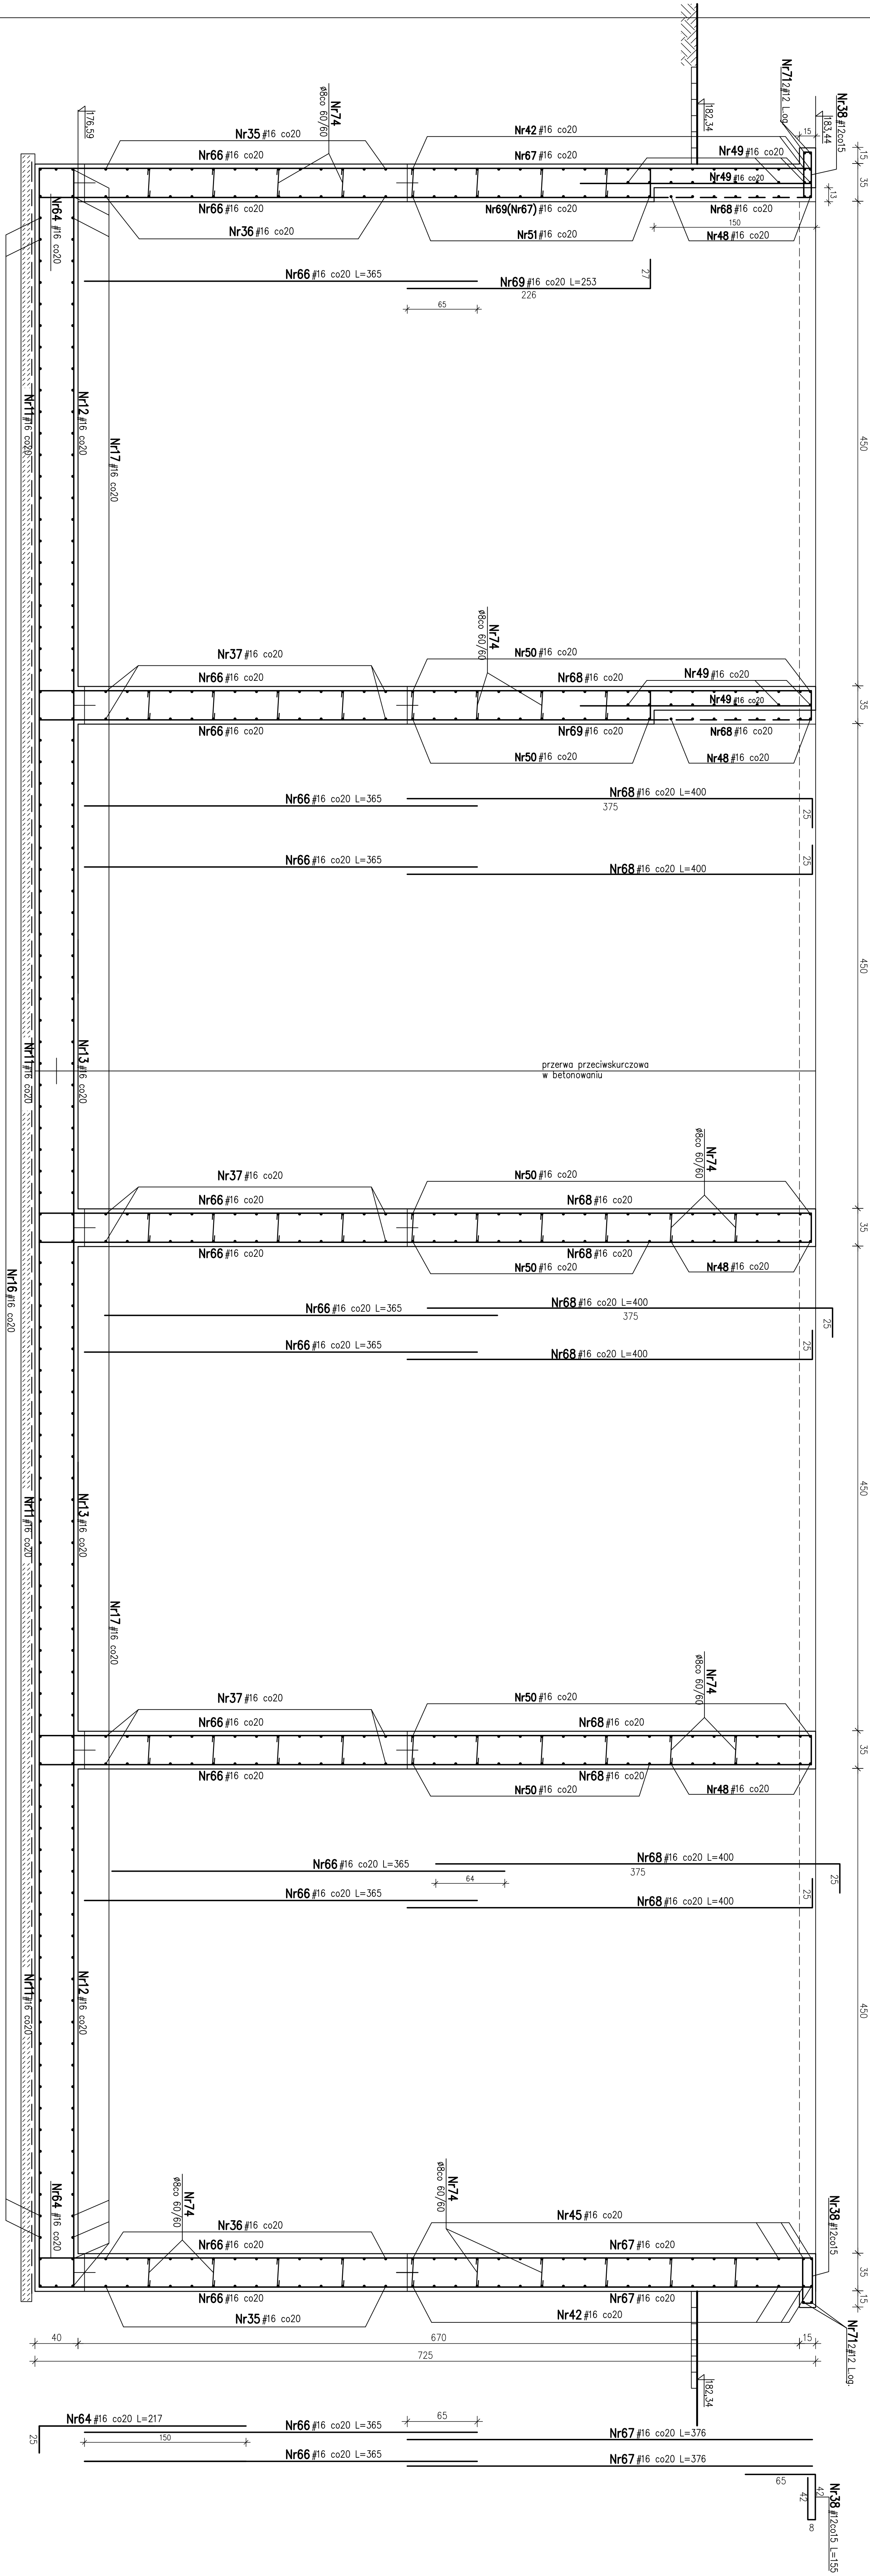 Nr71 2#12 L.og.
Nr38 #12co15
183,44
182,34
15
15
35
13
150
Nr74
ø8co 60/60
176,59
Nr35 #16 co20
Nr66 #16 co20
Nr42 #16 co20
Nr67 #16 co20
Nr49 #16 co20
Nr49 #16 co20
Nr64 #16 co20
Nr66 #16 co20
Nr36 #16 co20
Nr69(Nr67) #16 co20
Nr51 #16 co20
Nr68 #16 co20
Nr48 #16 co20
Nr66 #16 co20 L=365
Nr69 #16 co20 L=253
226
27
65
Nr11 #16 co20
Nr12 #16 co20
Nr17 #16 co20
450
Nr74
ø8co 60/60
Nr37 #16 co20
Nr66 #16 co20
Nr50 #16 co20
Nr68 #16 co20
Nr49 #16 co20
Nr49 #16 co20
35
Nr66 #16 co20
Nr69 #16 co20
Nr50 #16 co20
Nr68 #16 co20
Nr48 #16 co20
Nr66 #16 co20 L=365
Nr68 #16 co20 L=400
375
25
Nr66 #16 co20 L=365
Nr68 #16 co20 L=400
25
450
Nr11 #16 co20
Nr13 #16 co20
przerwa przeciwskurczowa
w betonowaniu
Nr74
ø8co 60/60
Nr37 #16 co20
Nr66 #16 co20
Nr50 #16 co20
Nr68 #16 co20
35
Nr66 #16 co20
Nr68 #16 co20
Nr50 #16 co20
Nr48 #16 co20
Nr16 #16 co20
Nr66 #16 co20 L=365
Nr68 #16 co20 L=400
375
25
Nr66 #16 co20 L=365
Nr68 #16 co20 L=400
25
450
Nr11 #16 co20
Nr13 #16 co20
Nr17 #16 co20
Nr74
ø8co 60/60
Nr37 #16 co20
Nr66 #16 co20
Nr50 #16 co20
Nr68 #16 co20
35
Nr66 #16 co20
Nr68 #16 co20
Nr50 #16 co20
Nr48 #16 co20
Nr66 #16 co20 L=365
Nr68 #16 co20 L=400
375
25
64
Nr66 #16 co20 L=365
Nr68 #16 co20 L=400
25
450
Nr11 #16 co20
Nr12 #16 co20
Nr64 #16 co20
Nr74
ø8co 60/60
Nr74
ø8co 60/60
Nr36 #16 co20
Nr66 #16 co20
Nr45 #16 co20
Nr67 #16 co20
Nr38 #12co15
35
15
Nr66 #16 co20
Nr35 #16 co20
Nr67 #16 co20
Nr42 #16 co20
Nr71 2#12 L.og.
40
670
15
725
182,34
Nr64 #16 co20 L=217
25
150
Nr66 #16 co20 L=365
65
Nr67 #16 co20 L=376
Nr66 #16 co20 L=365
Nr67 #16 co20 L=376
65
42
42
8
Nr38 #12co15 L=155